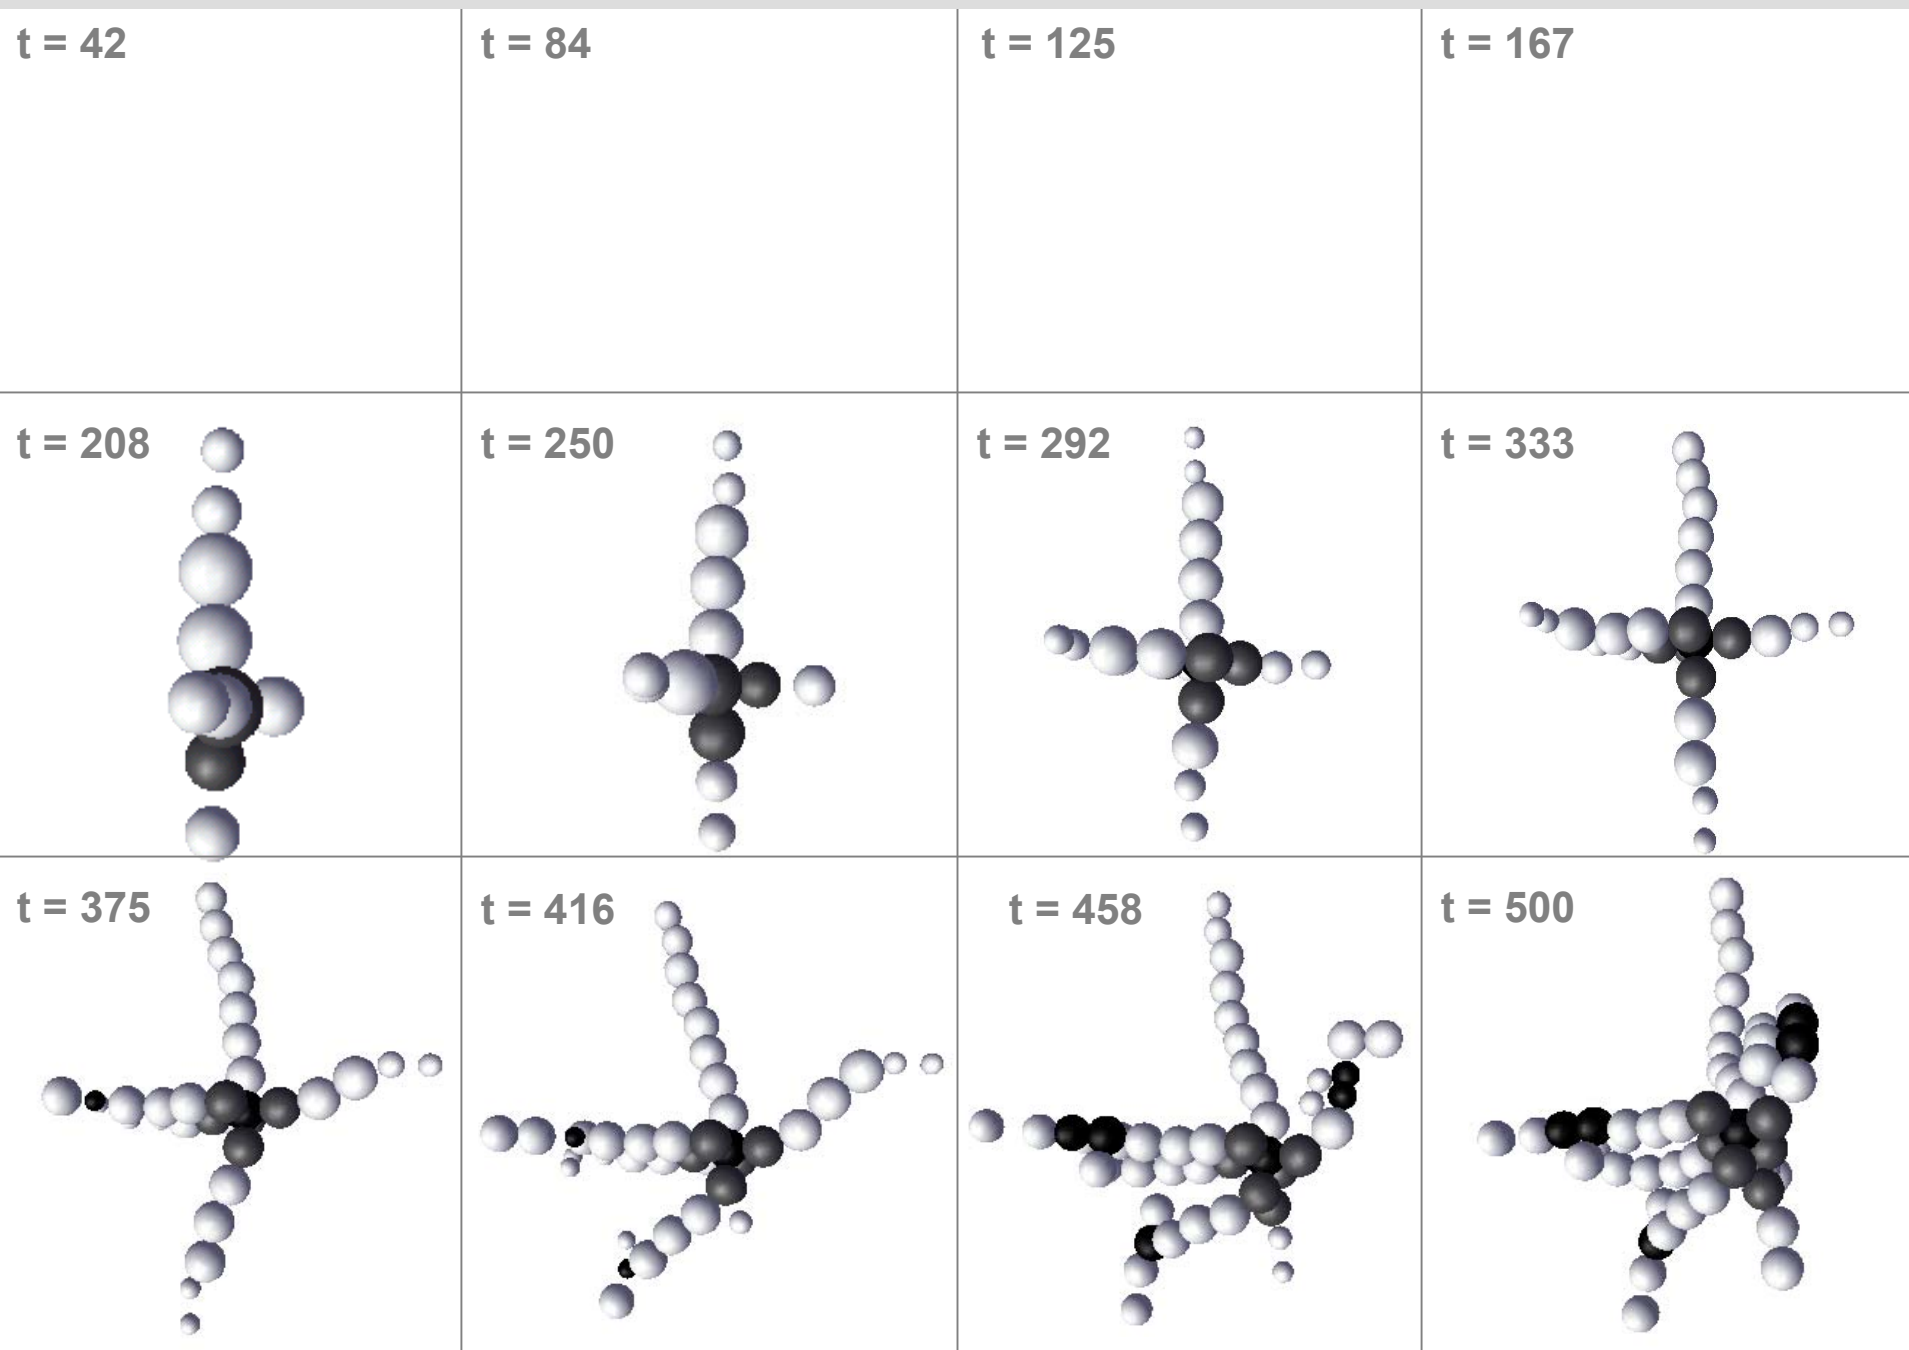 t = 42
t = 84
t = 125
t = 167
t = 208
t = 250
t = 292
t = 333
t = 375
t = 416
t = 458
t = 500